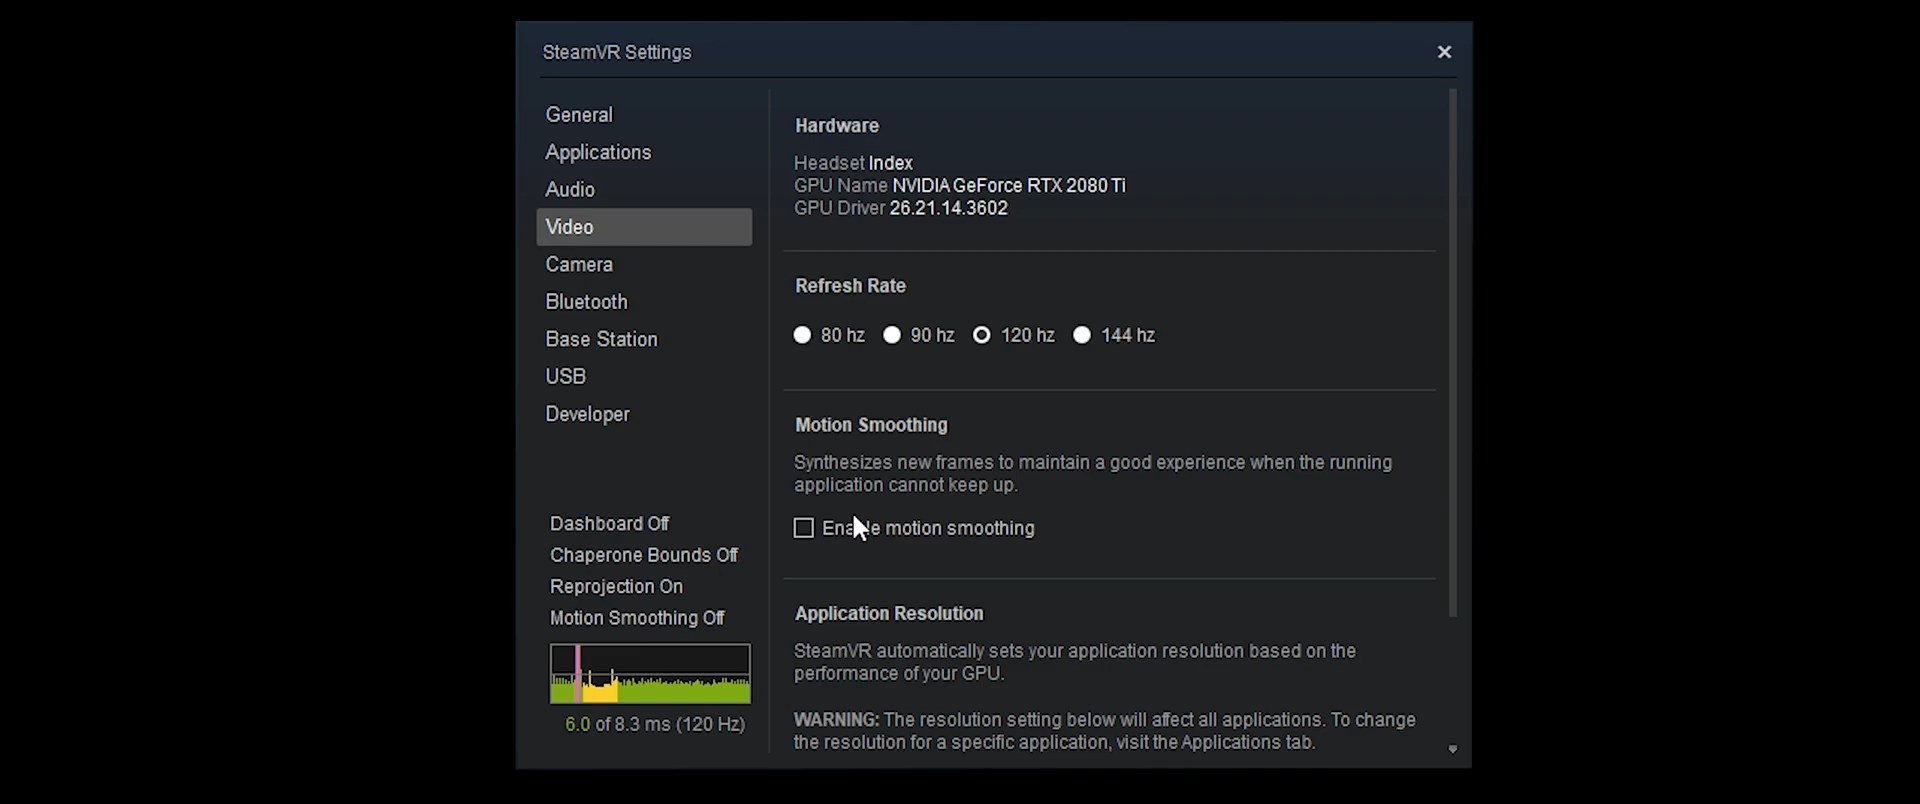 SteamVR Settings
General
Applications
Audio
Video
Camera
Bluetooth
Base Station
USB
Developer
Dashboard Off
Chaperone Bounds Off
Reprojection On
Motion Smoothing Off
6.0 of 8.3 ms (120 Hz)
Hardware
Headset Index
GPU Name NVIDIA GeForce RTX 2080 Ti
GPU Driver 26.21.14.3602
Refresh Rate
80 hz 90 hz 120 hz 144 hz
Motion Smoothing
Synthesizes new frames to maintain a good experience when the running
application cannot keep up.
Enable motion smoothing
Application Resolution
SteamVR automatically sets your application resolution based on the
performance of your GPU.
WARNING: The resolution setting below will affect all applications. To change
the resolution for a specific application, visit the Applications tab.